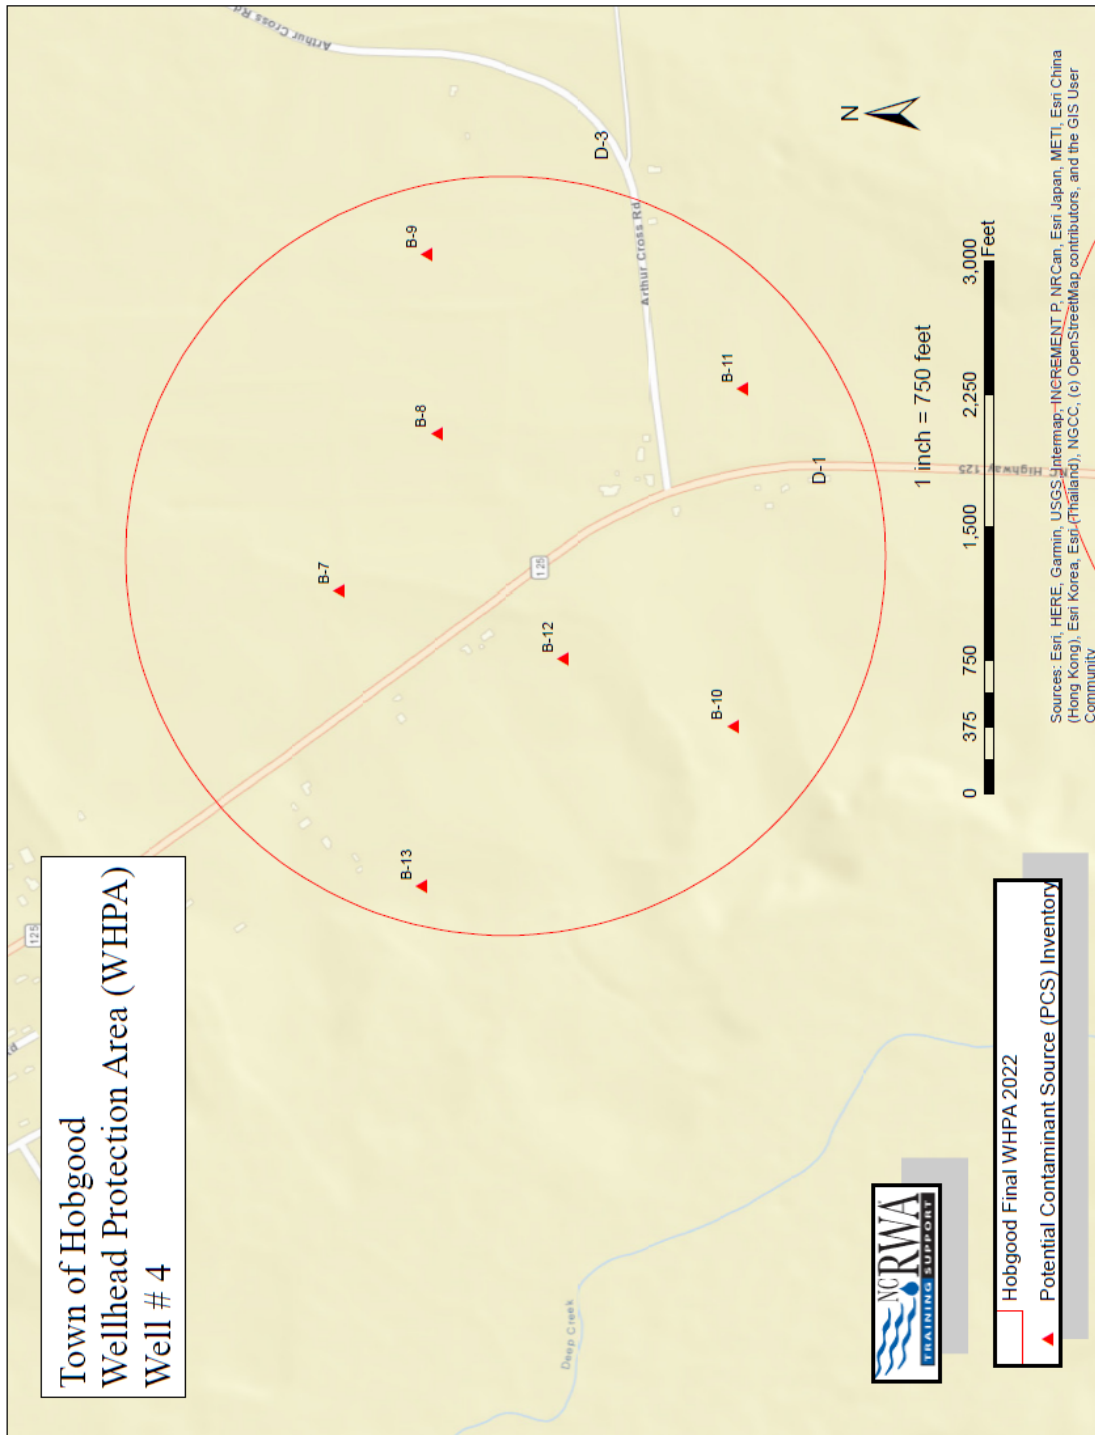 Town of Hobgood
Wellhead Protection Area (WHPA)
Well # 4
125
Rd
Arthur Cross Rd
D-3
B-9
B-8
B-7
B-13
B-12
B-10
B-11
125
Arthur Cross Rd
D-1
NC Highway 125
Deep Creek
N
1 inch = 750 feet
0 375 750 1,500 2,250 3,000
Feet
NC RWA
TRAINING SUPPORT
Hobgood Final WHPA 2022
Potential Contaminant Source (PCS) Inventory
Sources: Esri, HERE, Garmin, USGS, Intermap, INCREMENT P, NRCan, Esri Japan, METI, Esri China
(Hong Kong), Esri Korea, Esri (Thailand), NGCC, (c) OpenStreetMap contributors, and the GIS User
Community